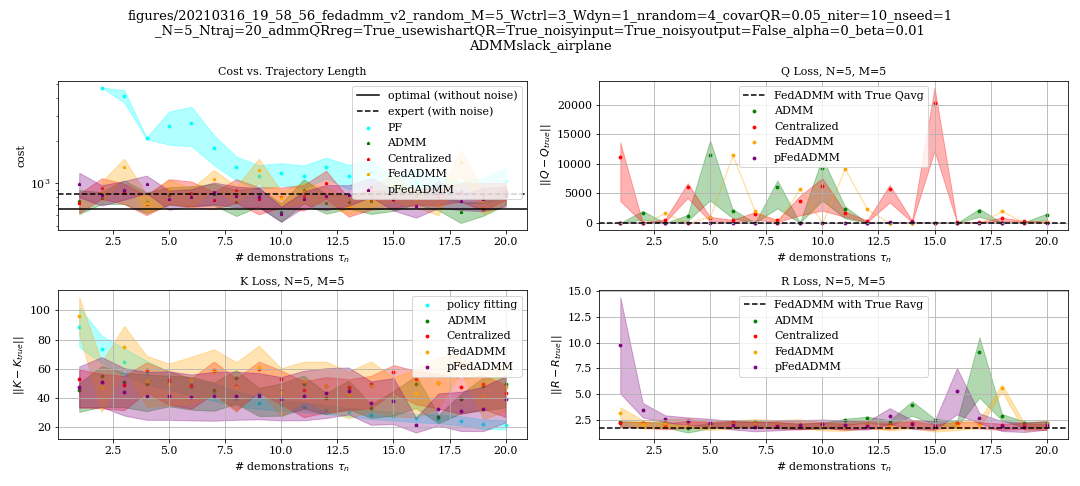 figures/20210316_19_58_56_fedadmm_v2_random_M=5_Wctrl=3_Wdyn=1_nrandom=4_covarQR=0.05_niter=10_nseed=1
_N=5_Ntraj=20_admmQRreg=True_usewishartQR=True_noisyinput=True_noisyoutput=False_alpha=0_beta=0.01
ADMMslack_airplane
Cost vs. Trajectory Length
optimal (without noise)
expert (with noise)
PF
ADMM
Centralized
FedADMM
pFedADMM
cost
10³
2.5 5.0 7.5 10.0 12.5 15.0 17.5 20.0
# demonstrations τₙ
Q Loss, N=5, M=5
FedADMM with True Qavg
ADMM
Centralized
FedADMM
pFedADMM
||Q − Q_true||
20000
15000
10000
5000
0
2.5 5.0 7.5 10.0 12.5 15.0 17.5 20.0
# demonstrations τₙ
K Loss, N=5, M=5
policy fitting
ADMM
Centralized
FedADMM
pFedADMM
||K − K_true||
100
80
60
40
20
2.5 5.0 7.5 10.0 12.5 15.0 17.5 20.0
# demonstrations τₙ
R Loss, N=5, M=5
FedADMM with True Ravg
ADMM
Centralized
FedADMM
pFedADMM
||R − R_true||
15.0
12.5
10.0
7.5
5.0
2.5
2.5 5.0 7.5 10.0 12.5 15.0 17.5 20.0
# demonstrations τₙ